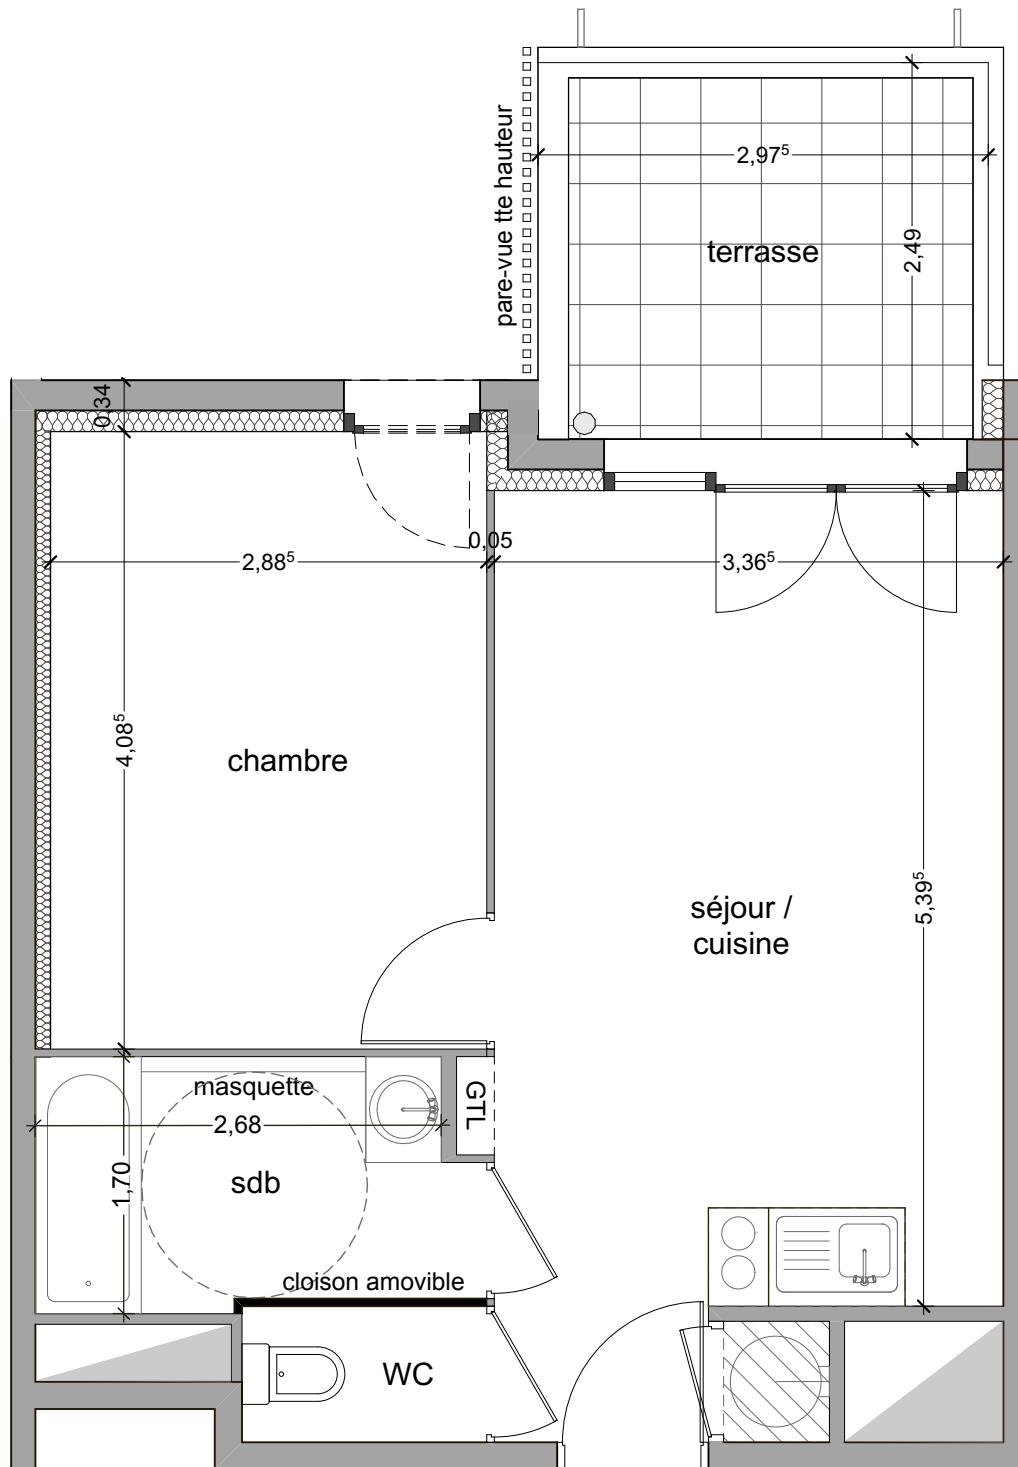 pare-vue tte hauteur
2,97⁵
terrasse
2,49
0,34
0,05
2,88⁵
3,36⁵
4,08⁵
chambre
séjour /
cuisine
5,39⁵
masquette
GTL
2,68
1,70
sdb
cloison amovible
WC